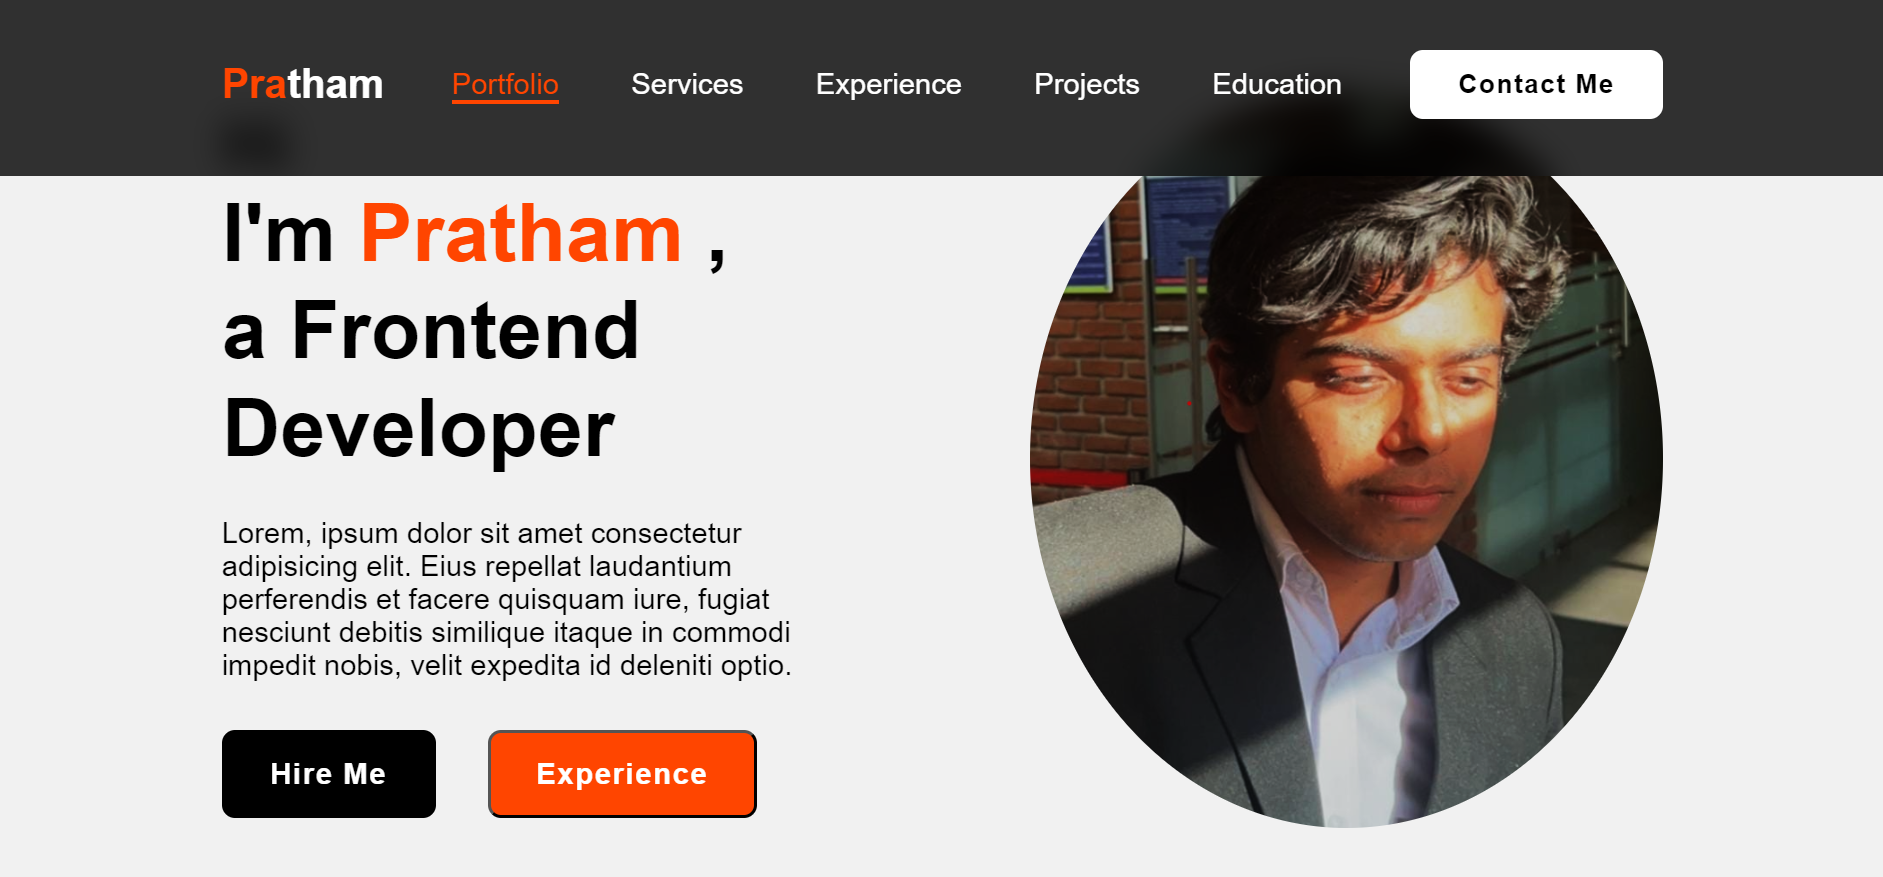 Pratham Portfolio Services Experience Projects Education Contact Me
I'm Pratham ,
a Frontend
Developer
Lorem, ipsum dolor sit amet consectetur
adipisicing elit. Eius repellat laudantium
perferendis et facere quisquam iure, fugiat
nesciunt debitis similique itaque in commodi
impedit nobis, velit expedita id deleniti optio.
Hire Me Experience